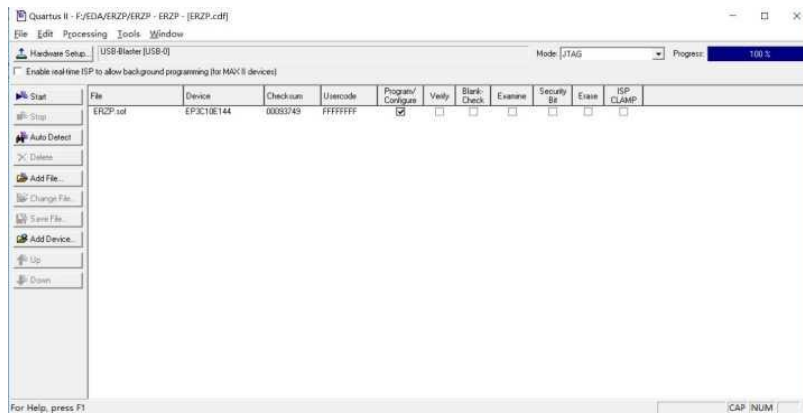 Quartus II - F:/EDA/ERZP/ERZP - ERZP - [ERZP.cdf]
File Edit Processing Tools Window
Hardware Setup... USB-Blaster [USB-0] Mode: JTAG Progress: 100 %
Enable real-time ISP to allow background programming (for MAX II devices)
Start
Stop
Auto Detect
Delete
Add File...
Change File...
Save File...
Add Device...
Up
Down
File Device Checksum Usercode Program/ Configure Verify Blank- Check Examine Security Bit Erase ISP CLAMP
ERZP.sof EP3C10E144 00093749 FFFFFFFF
For Help, press F1 CAP NUM